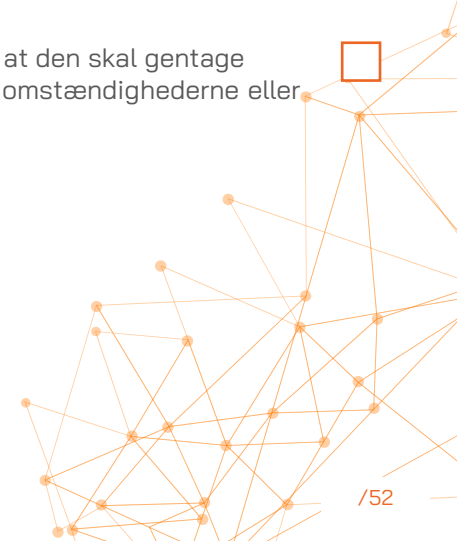 at den skal gentage
omstændighederne eller
/52